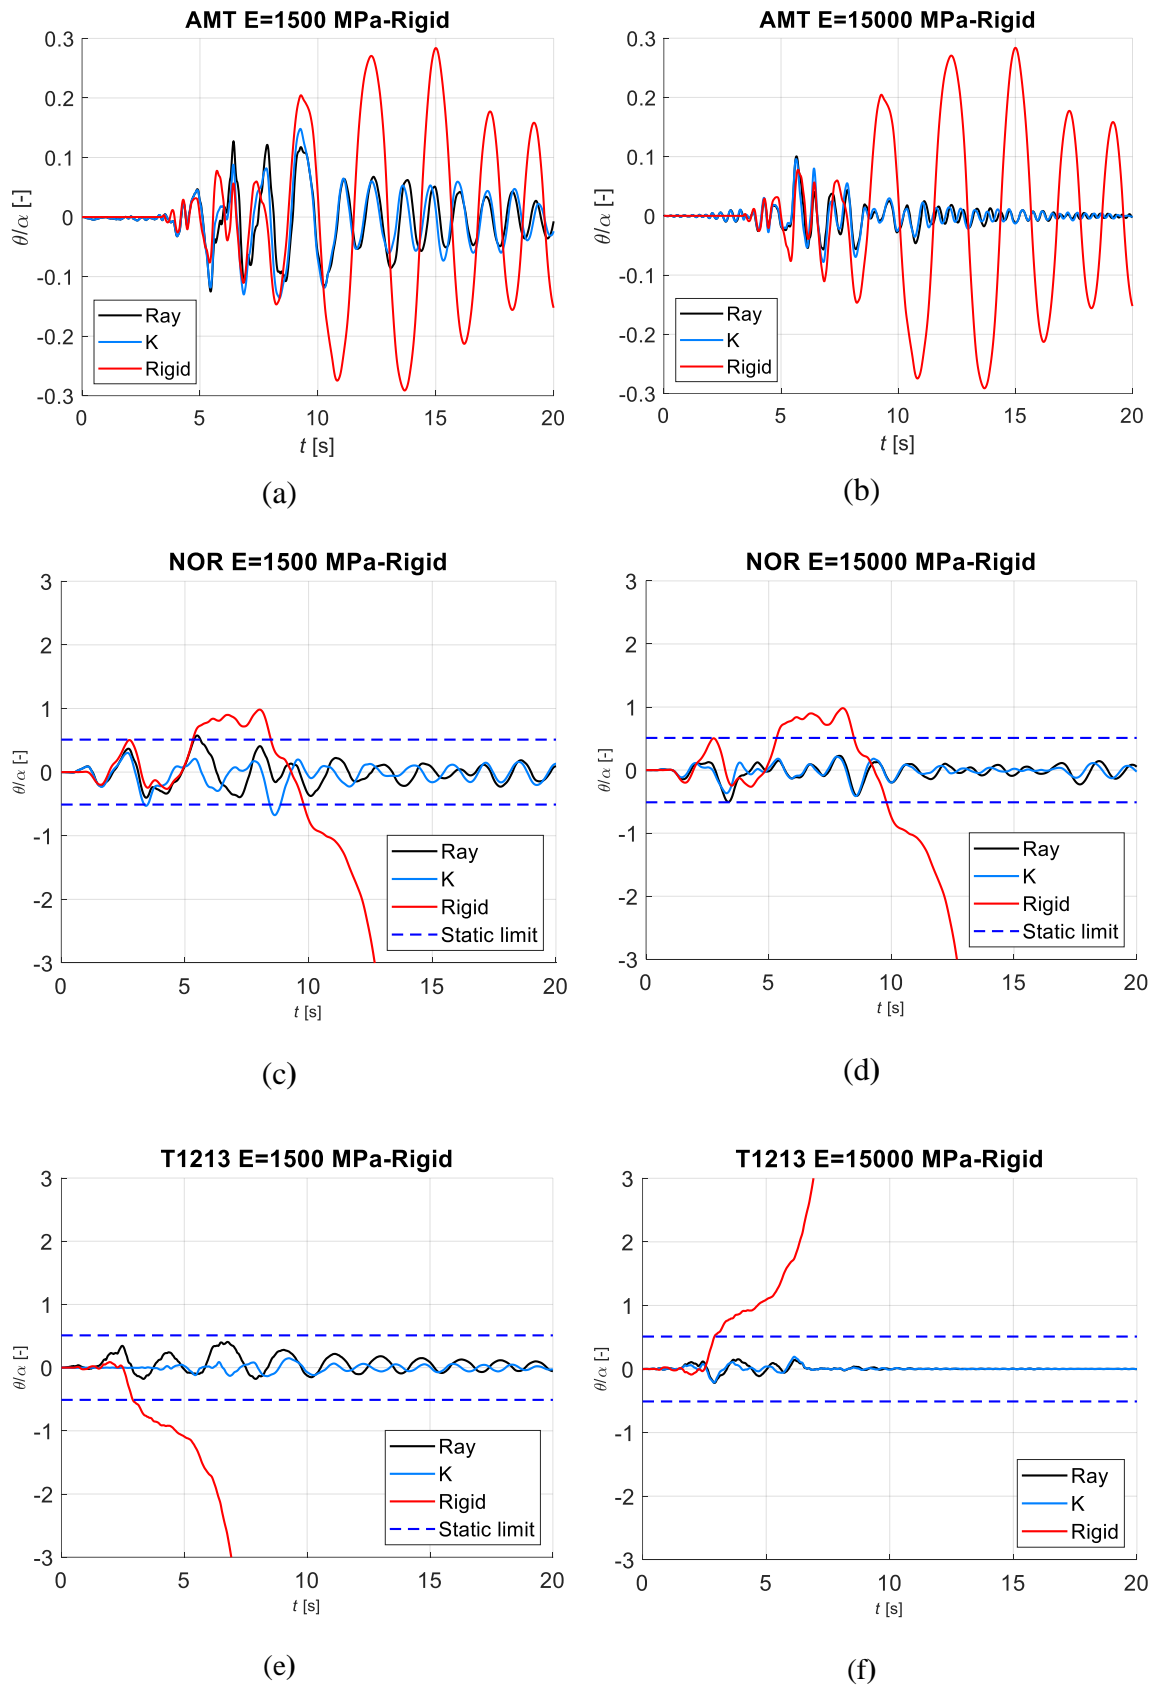 AMT E=1500 MPa-Rigid
0.3
0.2
0.1
0
-0.1
-0.2
-0.3
θ/α [-]
Ray
K
Rigid
0 5 10 15 20
t [s]
(a)
AMT E=15000 MPa-Rigid
0.3
0.2
0.1
0
-0.1
-0.2
-0.3
θ/α [-]
Ray
K
Rigid
0 5 10 15 20
t [s]
(b)
NOR E=1500 MPa-Rigid
3
2
1
0
-1
-2
-3
θ/α [-]
Ray
K
Rigid
Static limit
0 5 10 15 20
t [s]
(c)
NOR E=15000 MPa-Rigid
3
2
1
0
-1
-2
-3
θ/α [-]
Ray
K
Rigid
Static limit
0 5 10 15 20
t [s]
(d)
T1213 E=1500 MPa-Rigid
3
2
1
0
-1
-2
-3
θ/α [-]
Ray
K
Rigid
Static limit
0 5 10 15 20
t [s]
(e)
T1213 E=15000 MPa-Rigid
3
2
1
0
-1
-2
-3
θ/α [-]
Ray
K
Rigid
0 5 10 15 20
t [s]
(f)